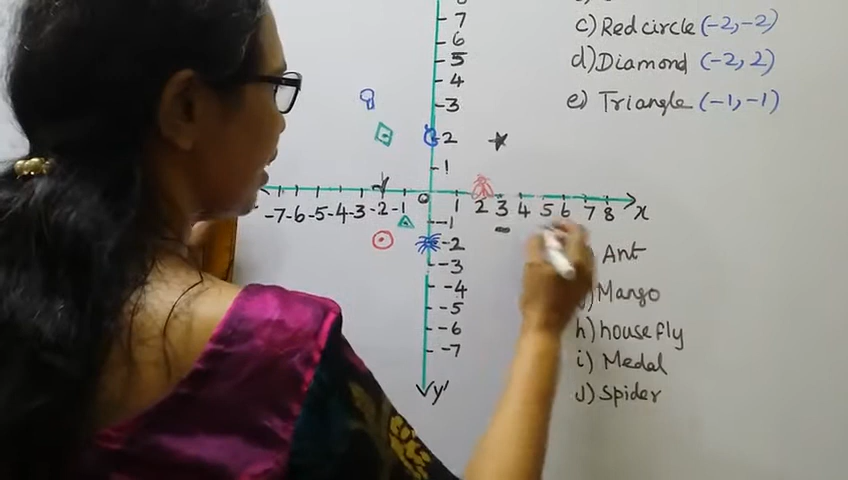 c) Red circle (-2,-2)
d) Diamond (-2, 2)
e) Triangle (-1, -1)
7
6
5
4
3
2
1
-7 -6 -5 -4 -3 -2 -1 0 1 2 3 4 5 6 7 8 x
-1
-2
-3
-4
-5
-6
-7
y'
Ant
Mango
h) housefly
i) Medal
J) Spider